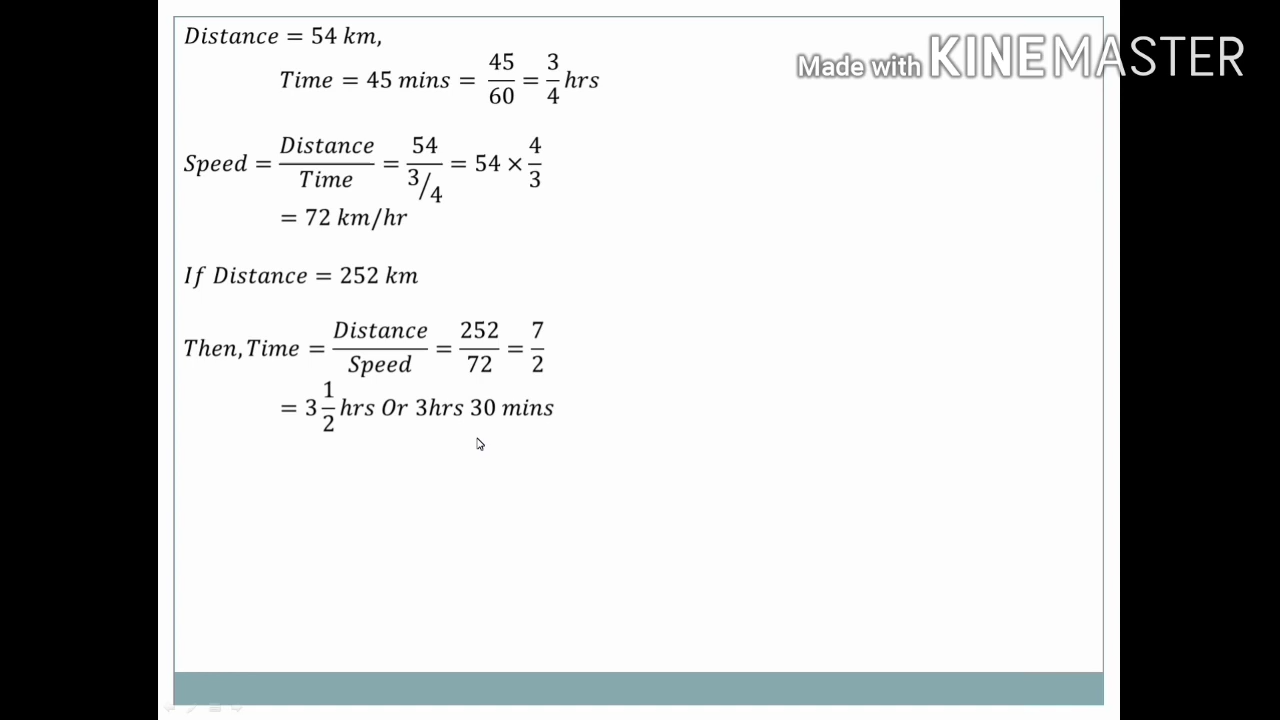 Distance = 54 km,
Made with KINEMASTER
Time = 45 mins = 45/60 = 3/4 hrs
Speed = Distance/Time = 54/(3/4) = 54 × 4/3
= 72 km/hr
If Distance = 252 km
Then, Time = Distance/Speed = 252/72 = 7/2
= 3 1/2 hrs Or 3hrs 30 mins